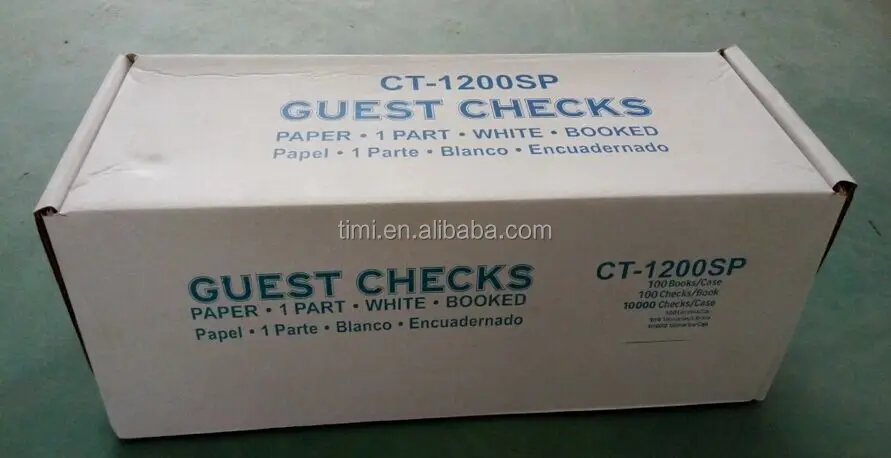 CT-1200SP
GUEST CHECKS
PAPER • 1 PART • WHITE • BOOKED
Papel • 1 Parte • Blanco • Encuadernado
timi.en.alibaba.com
GUEST CHECKS
PAPER • 1 PART • WHITE • BOOKED
Papel • 1 Parte • Blanco • Encuadernado
CT-1200SP
100 Books/Case
100 Checks/Book
10000 Checks/Case